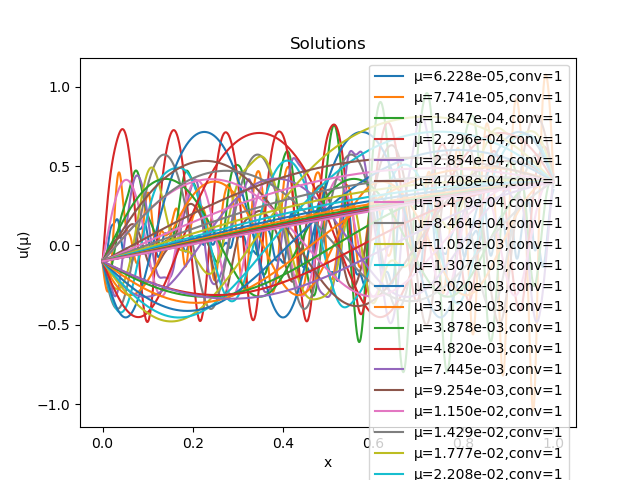 Solutions
u(μ)
1.0
0.5
0.0
−0.5
−1.0
0.0
0.2
0.4
0.6
0.8
1.0
x
μ=6.228e-05,conv=1
μ=7.741e-05,conv=1
μ=1.847e-04,conv=1
μ=2.296e-04,conv=1
μ=2.854e-04,conv=1
μ=4.408e-04,conv=1
μ=5.479e-04,conv=1
μ=8.464e-04,conv=1
μ=1.052e-03,conv=1
μ=1.307e-03,conv=1
μ=2.020e-03,conv=1
μ=3.120e-03,conv=1
μ=3.878e-03,conv=1
μ=4.820e-03,conv=1
μ=7.445e-03,conv=1
μ=9.254e-03,conv=1
μ=1.150e-02,conv=1
μ=1.429e-02,conv=1
μ=1.777e-02,conv=1
μ=2.208e-02,conv=1